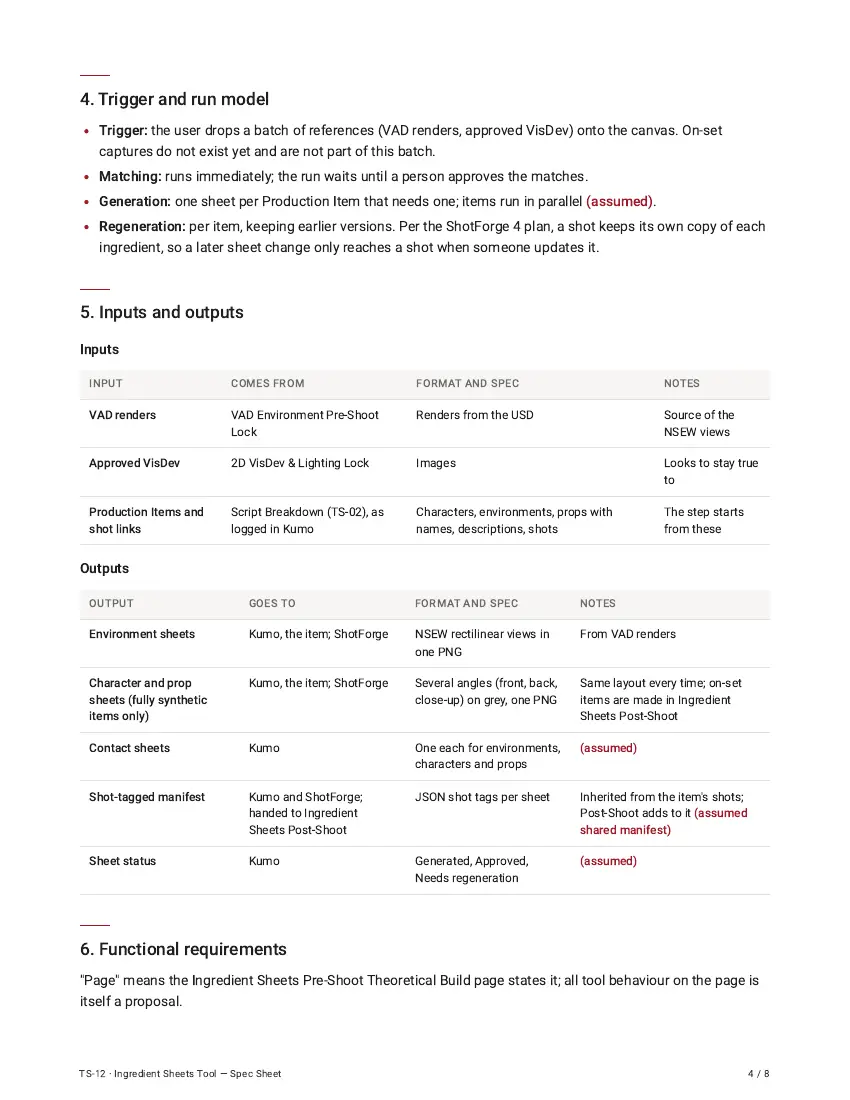 4. Trigger and run model
• Trigger: the user drops a batch of references (VAD renders, approved VisDev) onto the canvas. On-set
captures do not exist yet and are not part of this batch.
• Matching: runs immediately; the run waits until a person approves the matches.
• Generation: one sheet per Production Item that needs one; items run in parallel (assumed).
• Regeneration: per item, keeping earlier versions. Per the ShotForge 4 plan, a shot keeps its own copy of each
ingredient, so a later sheet change only reaches a shot when someone updates it.
5. Inputs and outputs
Inputs
INPUT COMES FROM FORMAT AND SPEC NOTES
VAD renders VAD Environment Pre-Shoot Renders from the USD Source of the
Lock NSEW views
Approved VisDev 2D VisDev & Lighting Lock Images Looks to stay true
to
Production Items and Script Breakdown (TS-02), as Characters, environments, props with The step starts
shot links logged in Kumo names, descriptions, shots from these
Outputs
OUTPUT GOES TO FORMAT AND SPEC NOTES
Environment sheets Kumo, the item; ShotForge NSEW rectilinear views in From VAD renders
one PNG
Character and prop Kumo, the item; ShotForge Several angles (front, back, Same layout every time; on-set
sheets (fully synthetic close-up) on grey, one PNG items are made in Ingredient
items only) Sheets Post-Shoot
Contact sheets Kumo One each for environments, (assumed)
characters and props
Shot-tagged manifest Kumo and ShotForge; JSON shot tags per sheet Inherited from the item's shots;
handed to Ingredient Post-Shoot adds to it (assumed
Sheets Post-Shoot shared manifest)
Sheet status Kumo Generated, Approved, (assumed)
Needs regeneration
6. Functional requirements
"Page" means the Ingredient Sheets Pre-Shoot Theoretical Build page states it; all tool behaviour on the page is
itself a proposal.
TS-12 · Ingredient Sheets Tool — Spec Sheet 4 / 8